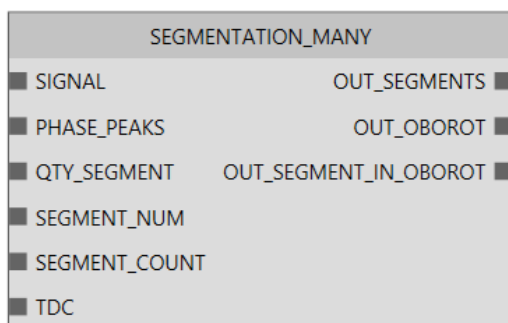 SEGMENTATION_MANY
SIGNAL OUT_SEGMENTS
PHASE_PEAKS OUT_OBOROT
QTY_SEGMENT OUT_SEGMENT_IN_OBOROT
SEGMENT_NUM
SEGMENT_COUNT
TDC